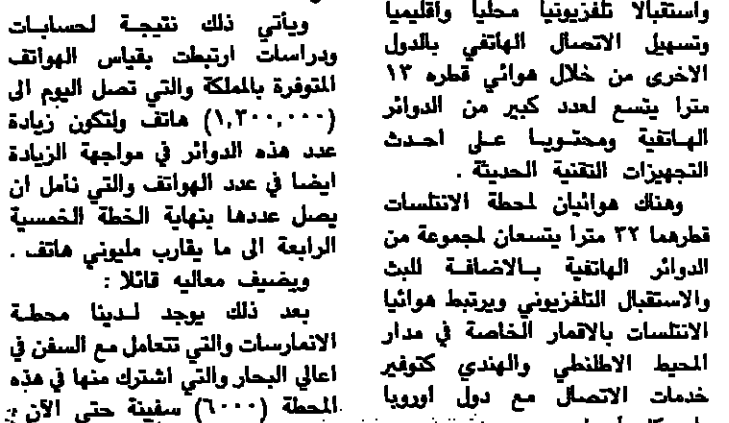 واستقبالا تلفزيونيا محليا واقليميا
وتسهيل الاتصال الهاتفي بالدول
الاخرى من خلال هوائي قطره ١٣
مترا يتسع لعدد كبير من الدوائر
الهاتفية ومحتويا على احدث
التجهيزات التقنية الحديثة .
وهناك هوائيان لمحطة الانتلسات
قطرهما ٣٢ مترا يتسعان لمجموعة من
الدوائر الهاتفية بالاضافة للبث
والاستقبال التلفزيوني ويرتبط هوائيا
الانتلسات بالاقمار الخاصة في مدار
المحيط الاطلنطي والهندي كتوفير
خدمات الاتصال مع دول اوروبا
ويأتي ذلك نتيجة لحسابات
ودراسات ارتبطت بقياس الهواتف
المتوفرة بالمملكة والتي تصل اليوم الى
(١,٣٠٠,٠٠٠) هاتف ولتكون زيادة
عدد هذه الدوائر في مواجهة الزيادة
ايضا في عدد الهواتف والتي نأمل ان
يصل عددها بنهاية الخطة الخمسية
الرابعة الى ما يقارب مليوني هاتف .
ويضيف معاليه قائلا :
بعد ذلك يوجد لدينا محطة
الانمارسات والتي تتعامل مع السفن في
اعالي البحار والتي اشترك منها في هذه
المحطة (٦٠٠٠) سفينة حتى الآن